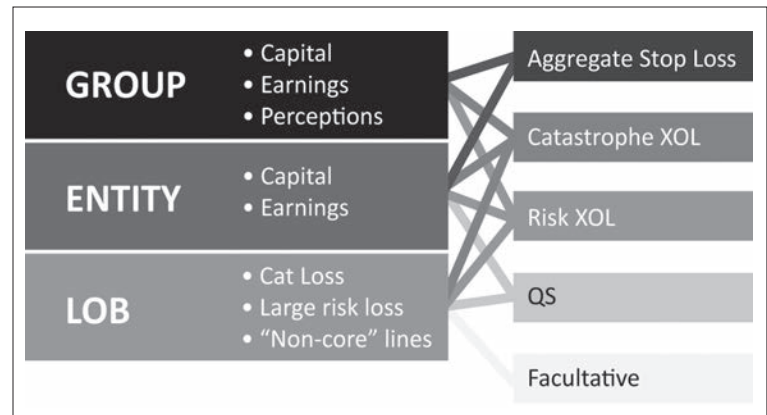 GROUP
• Capital
• Earnings
• Perceptions
ENTITY
• Capital
• Earnings
LOB
• Cat Loss
• Large risk loss
• “Non-core” lines
Aggregate Stop Loss
Catastrophe XOL
Risk XOL
QS
Facultative